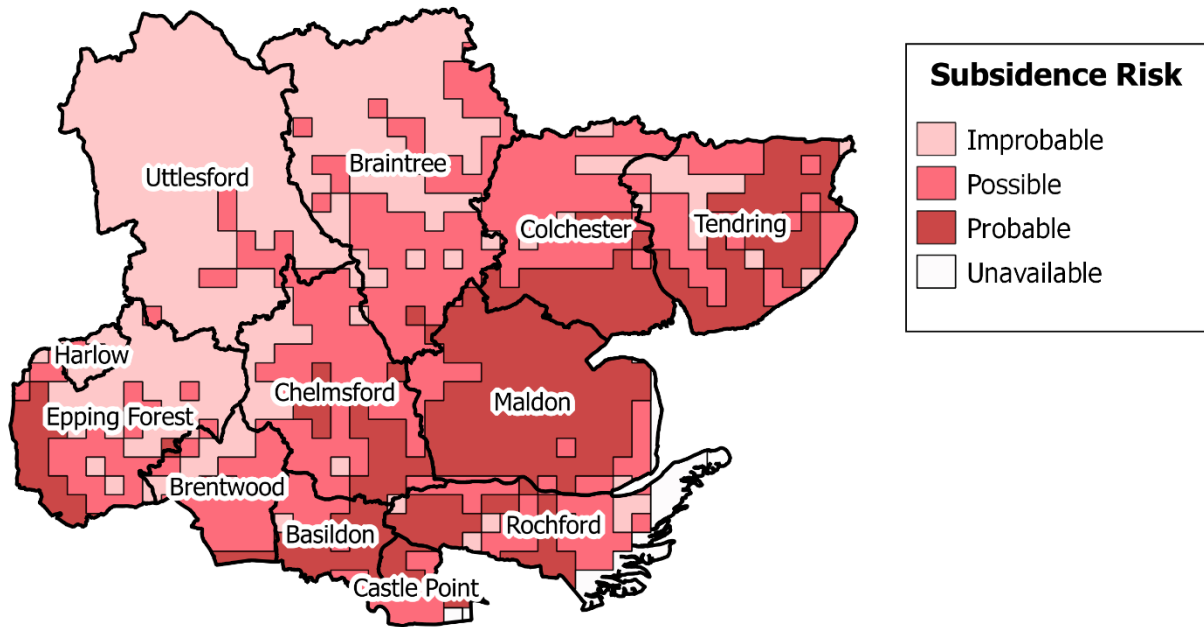 Subsidence Risk
Improbable
Possible
Probable
Unavailable
Uttlesford
Braintree
Colchester
Tendring
Harlow
Epping Forest
Chelmsford
Maldon
Brentwood
Basildon
Rochford
Castle Point